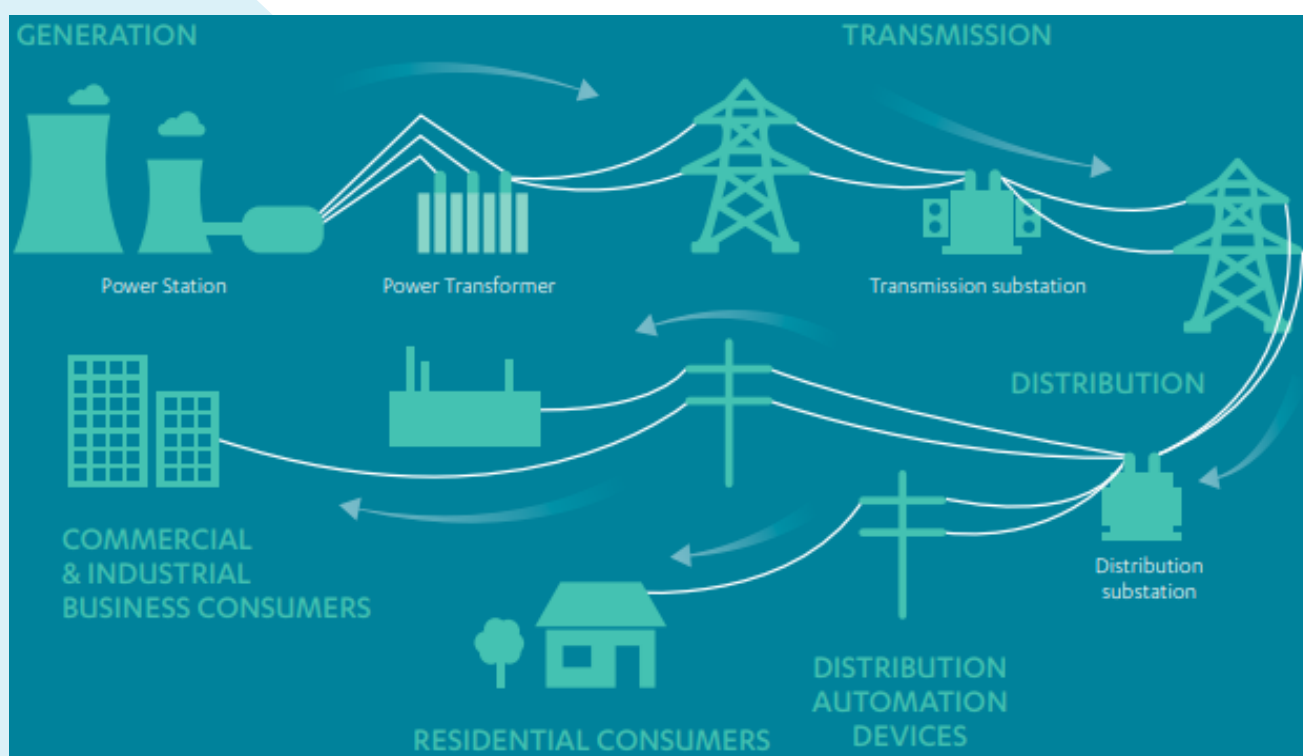 GENERATION
TRANSMISSION
Power Station
Power Transformer
Transmission substation
DISTRIBUTION
Distribution
substation
COMMERCIAL
& INDUSTRIAL
BUSINESS CONSUMERS
DISTRIBUTION
AUTOMATION
DEVICES
RESIDENTIAL CONSUMERS